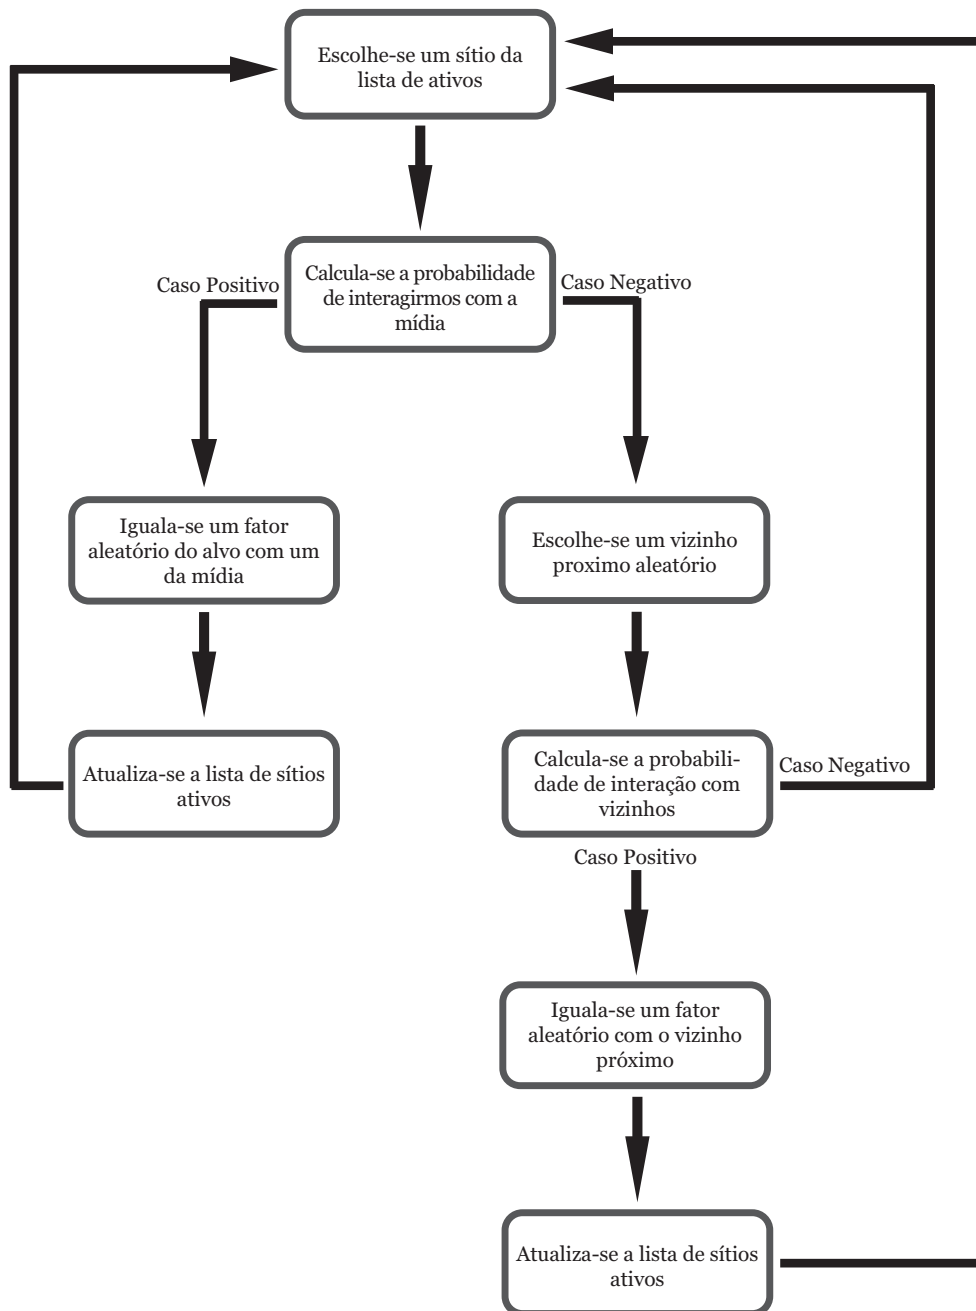 Escolhe-se um sítio da
lista de ativos
Calcula-se a probabilidade
de interagirmos com a
mídia
Caso Positivo
Caso Negativo
Iguala-se um fator
aleatório do alvo com um
da mídia
Escolhe-se um vizinho
proximo aleatório
Atualiza-se a lista de sítios
ativos
Calcula-se a probabili-
dade de interação com
vizinhos
Caso Negativo
Caso Positivo
Iguala-se um fator
aleatório com o vizinho
próximo
Atualiza-se a lista de sítios
ativos